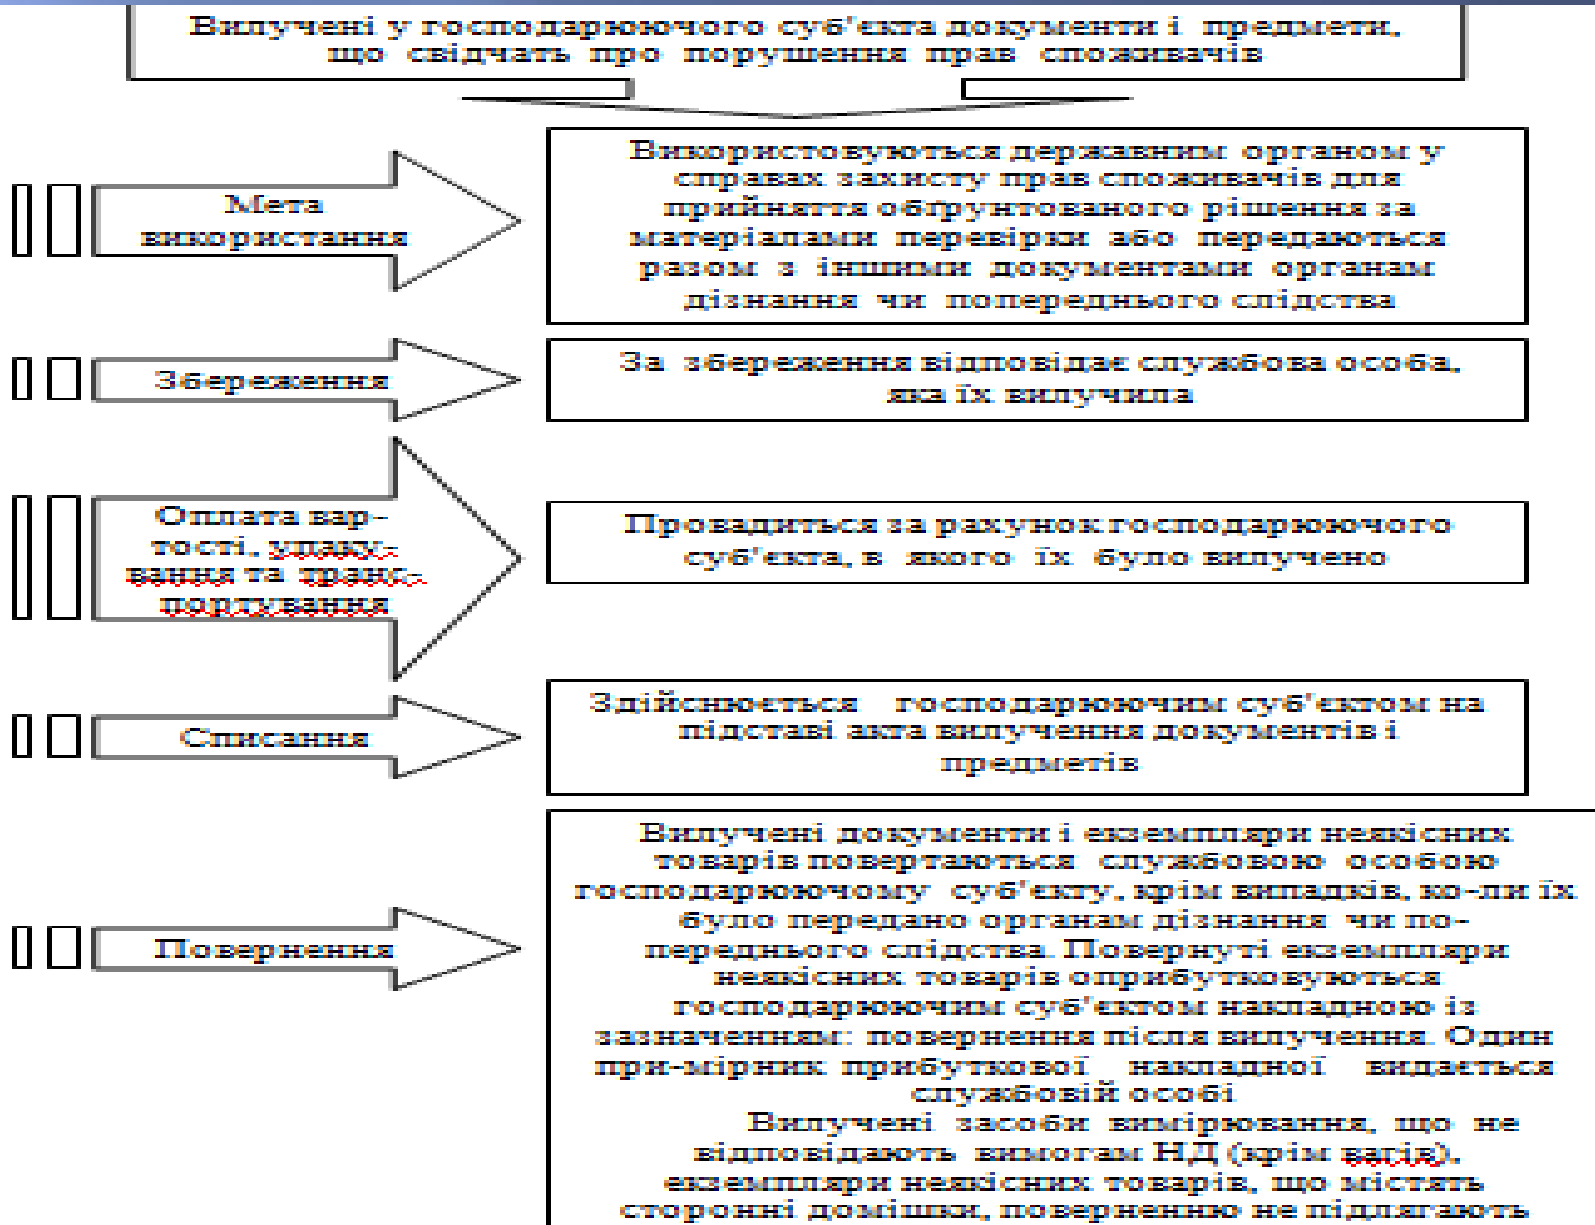 Вилучені у господарюючого суб'єкта документи і предмети,
що свідчать про порушення прав споживачів
Мета
використання
Використовуються державним органом у
справах захисту прав споживачів для
прийняття обґрунтованого рішення за
матеріалами перевірки або передаються
разом з іншими документами органам
дізнання чи попереднього слідства
Збереження
За збереження відповідає службова особа,
яка їх вилучила
Оплата вар-
тості, упаку-
вання та транс-
портування
Провадиться за рахунок господарюючого
суб'єкта, в якого їх було вилучено
Списання
Здійснюється господарюючим суб'єктом на
підставі акта вилучення документів і
предметів
Повернення
Вилучені документи і екземпляри неякісних
товарів повертаються службовою особою
господарюючому суб'єкту, крім випадків, ко-ли їх
було передано органам дізнання чи по-
переднього слідства. Повернуті екземпляри
неякісних товарів оприбутковуються
господарюючим суб'єктом накладною із
зазначенням: повернення після вилучення. Один
при-мірник прибуткової накладної видається
службовій особі
Вилучені засоби вимірювання, що не
відповідають вимогам НД (крім вагів),
екземпляри неякісних товарів, що містять
сторонні домішки, поверненню не підлягають